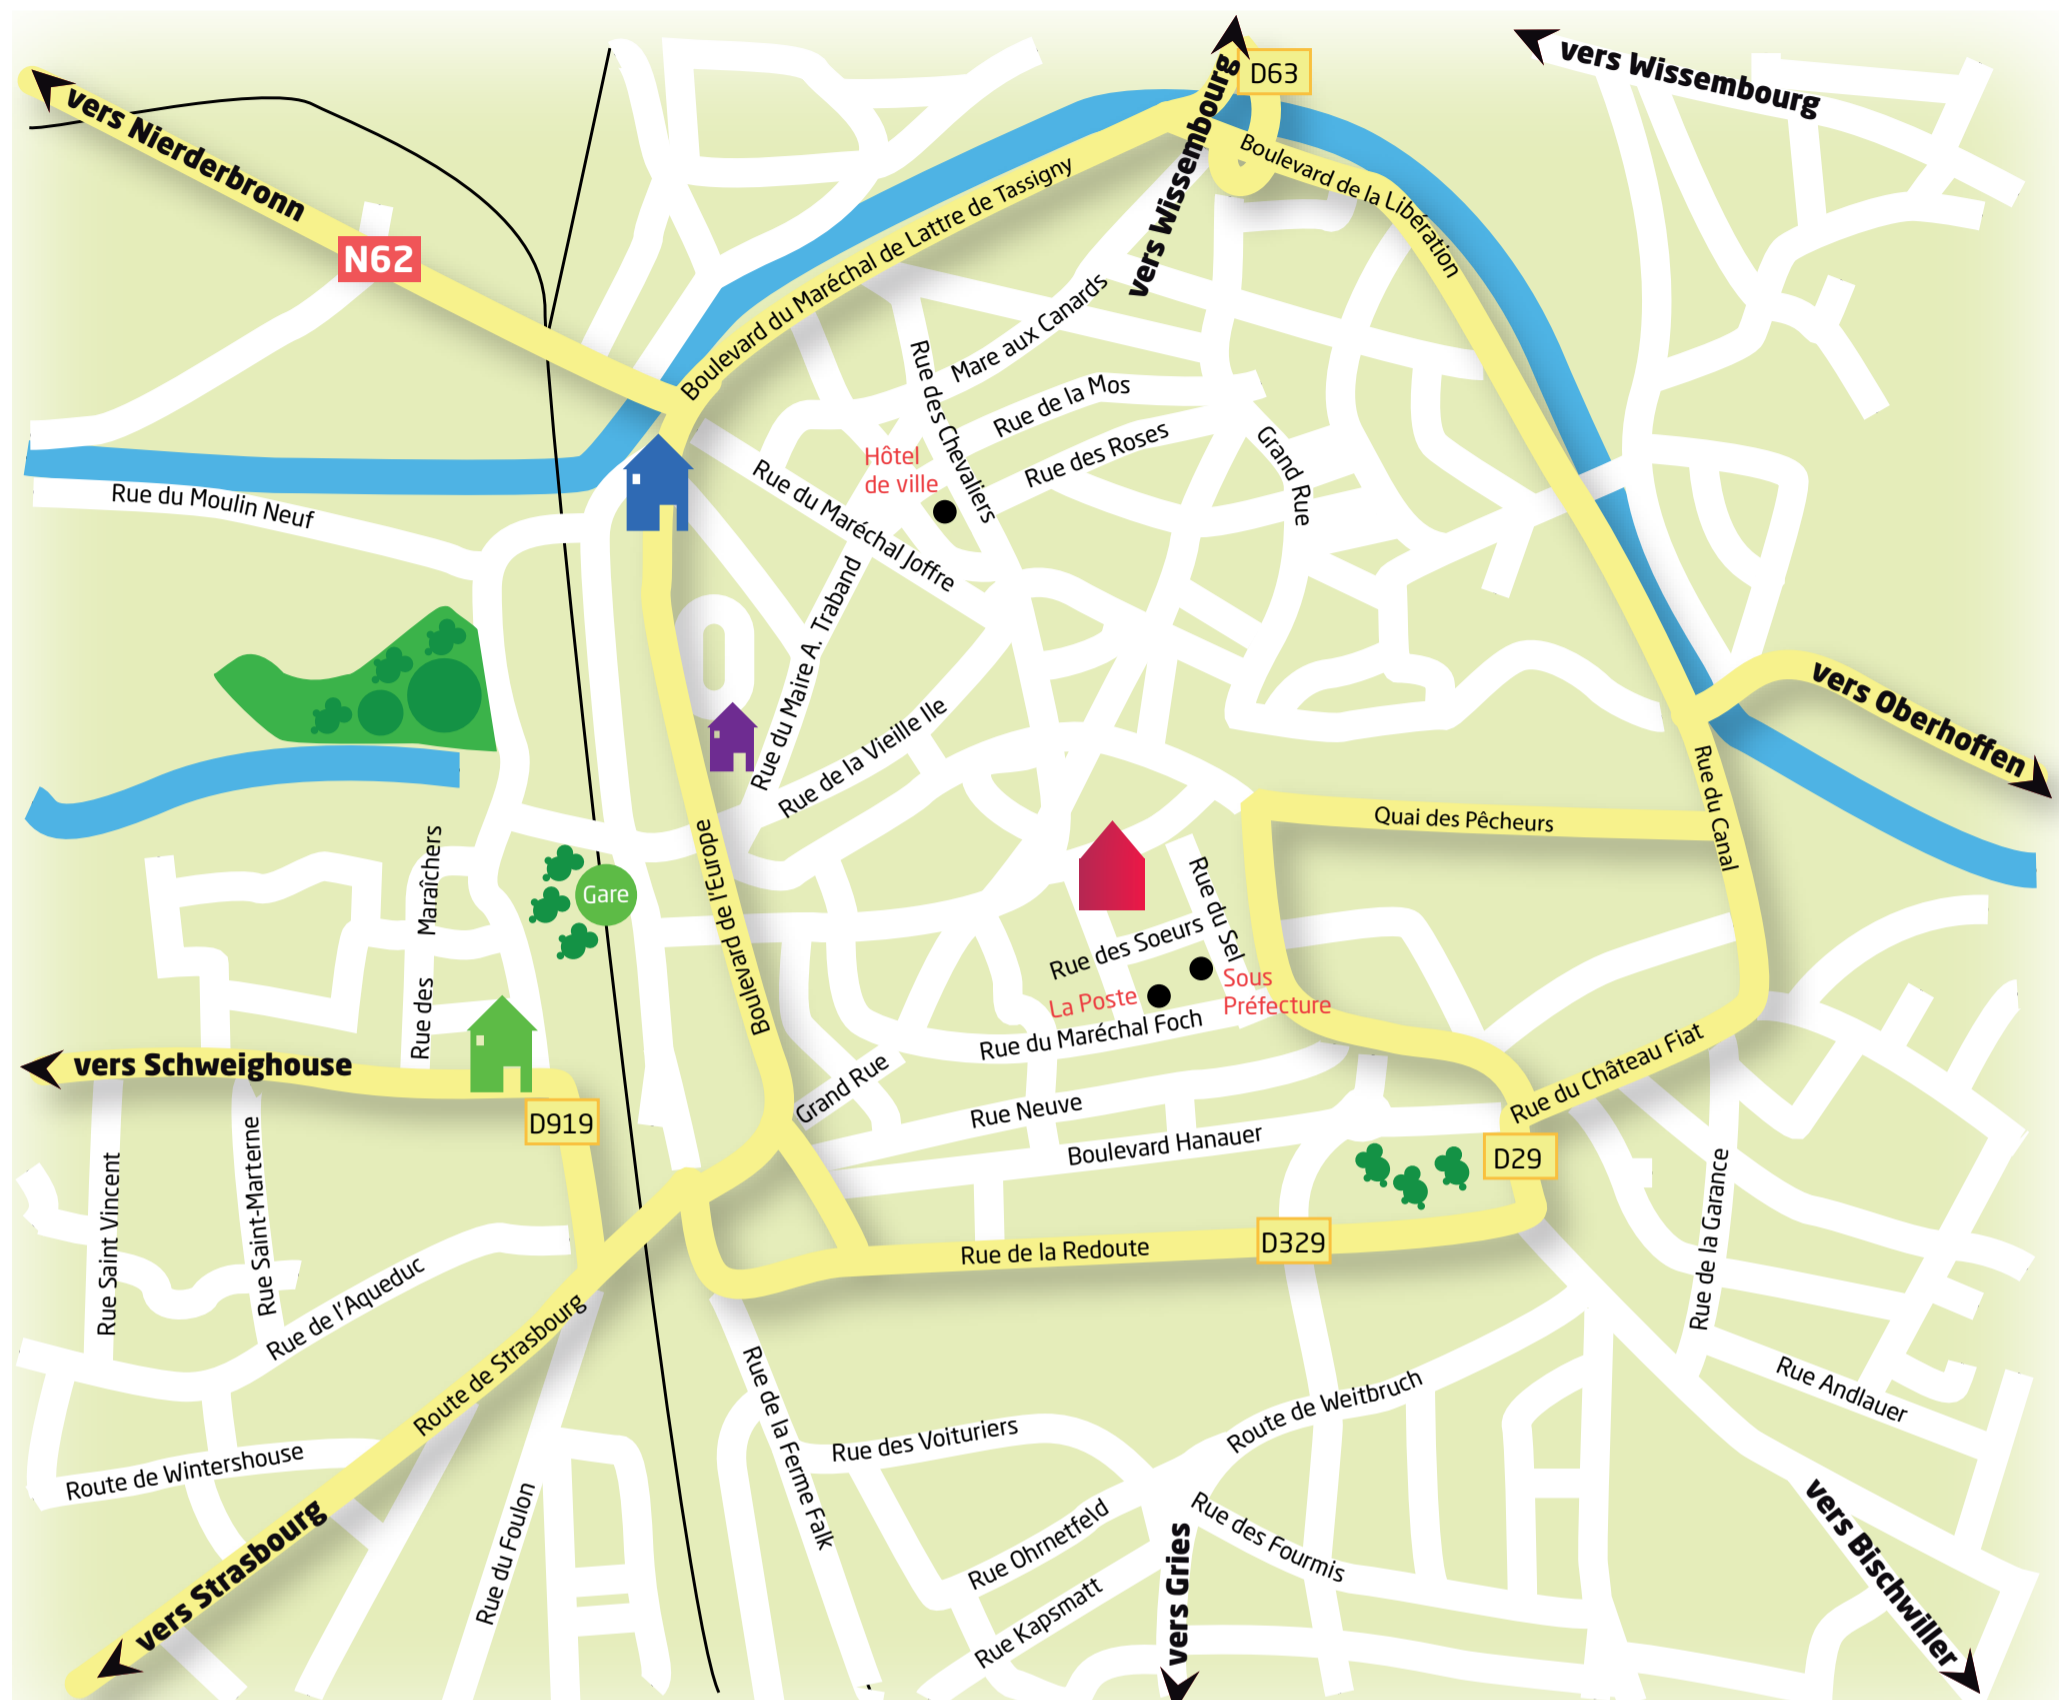 D63
vers Wissembourg
vers Wissembourg
vers Nierderbronn
N62
Boulevard de la Libération
Boulevard du Maréchal de Lattre de Tassigny
Mare aux Canards
Rue des Chevaliers
Rue de la Mos
Rue des Roses
Grand Rue
Hôtel
de ville
Rue du Moulin Neuf
Rue du Maréchal Joffre
Rue du Maire A. Traband
Rue de la Vieille Ile
vers Oberhoffen
Rue du Canal
Quai des Pêcheurs
Boulevard de l'Europe
Rue des Maraîchers
Gare
Rue du Sel
Rue des Soeurs
La Poste
Sous
Préfecture
Rue du Maréchal Foch
vers Schweighouse
D919
Grand Rue
Rue Neuve
Boulevard Hanauer
Rue du Château Fiat
D29
Rue Saint Vincent
Rue Saint-Marterne
Rue de l'Aqueduc
Rue de la Redoute
D329
Rue de la Garance
Route de Strasbourg
Rue de la Ferme Falk
Rue des Voituriers
Route de Weitbruch
Rue Andlauer
Route de Wintershouse
vers Strasbourg
Rue du Foulon
Rue Ohrnetfeld
Rue Kapsmatt
Rue des Fourmis
vers Gries
vers Bischwiller